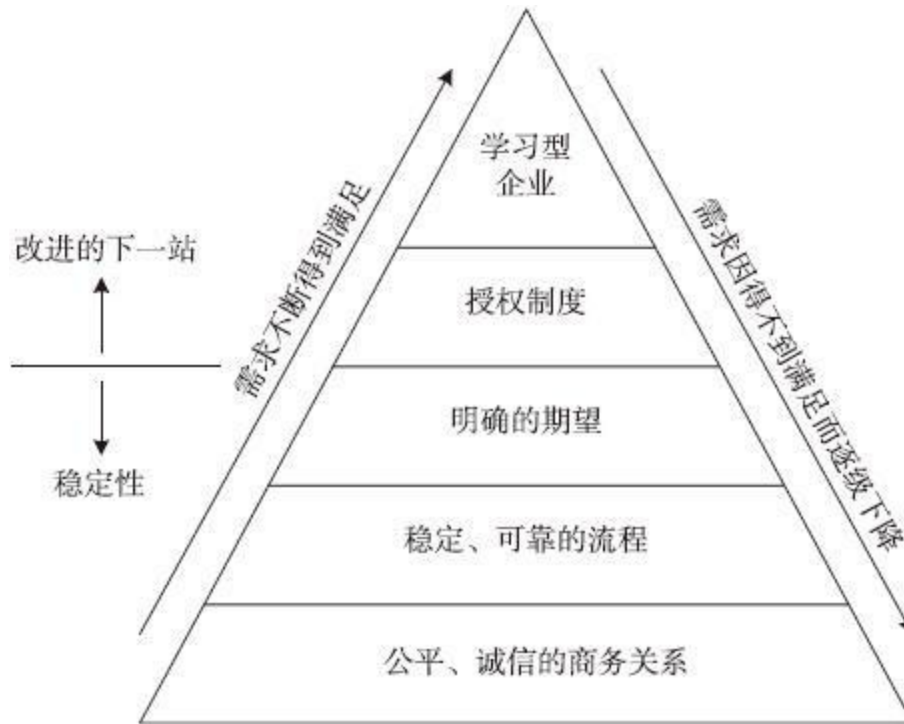 学习型
企业
授权制度
明确的期望
稳定、可靠的流程
公平、诚信的商务关系
改进的下一站
稳定性
需求不断得到满足
需求因得不到满足而逐级下降